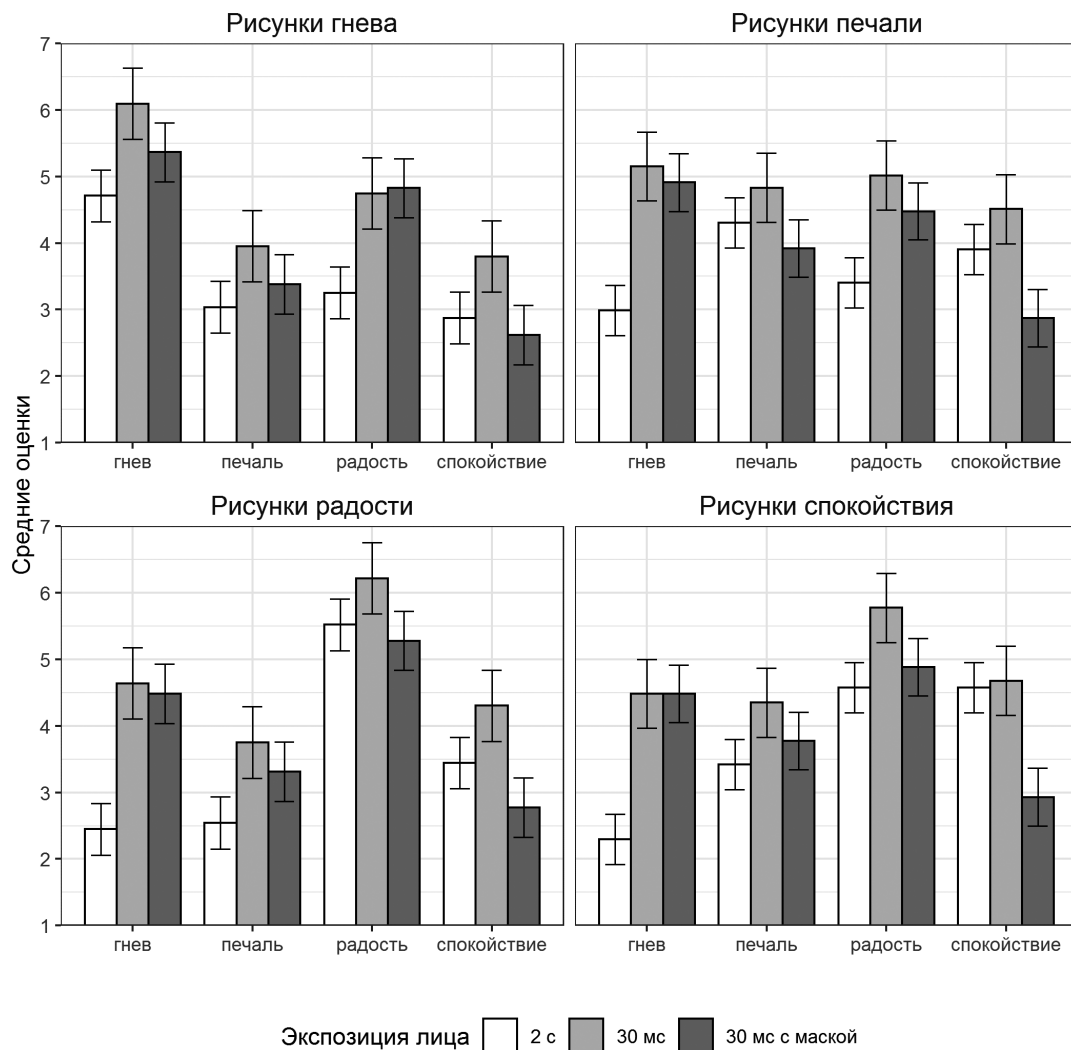 Рисунки гнева
Рисунки печали
7
6
5
4
3
2
1
гнев печаль радость спокойствие
гнев печаль радость спокойствие
Средние оценки
Рисунки радости
Рисунки спокойствия
7
6
5
4
3
2
1
гнев печаль радость спокойствие
гнев печаль радость спокойствие
Экспозиция лица 2 с 30 мс 30 мс с маской